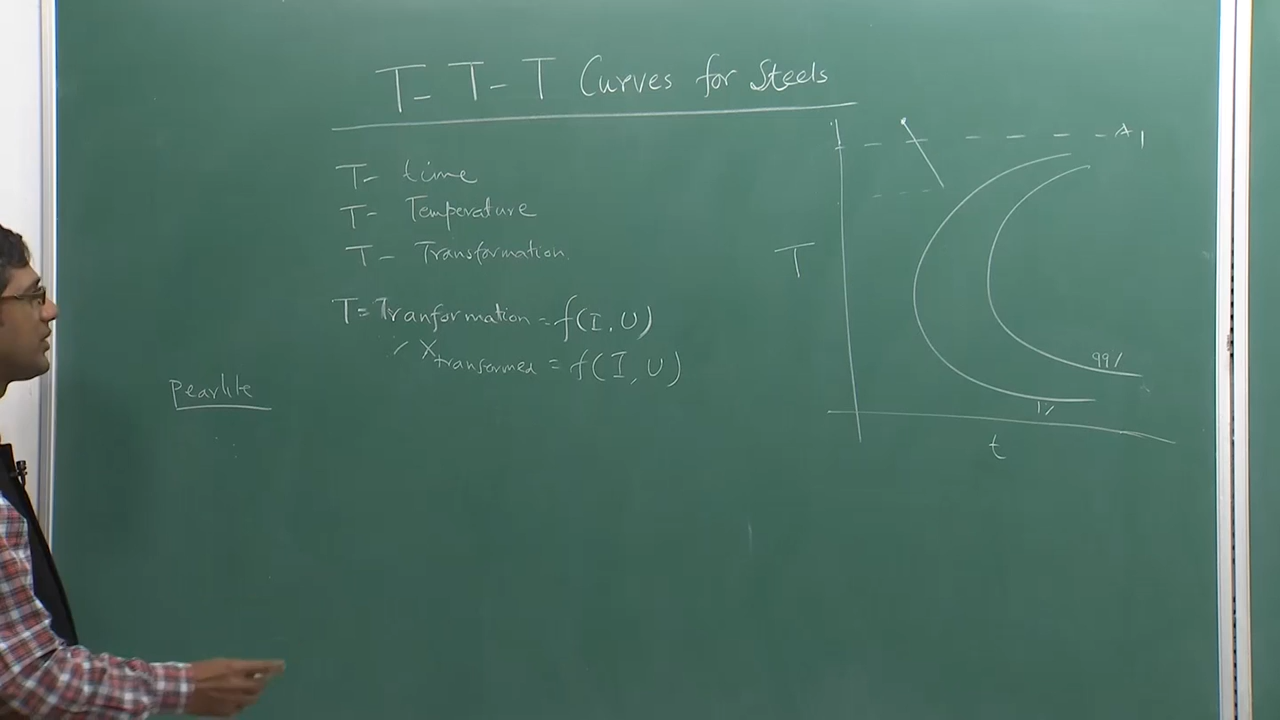 T- T- T Curves for Steels
T- time
T- Temperature
T- Transformation
T= Tranformation = f(I, U)
X transformed = f(I, U)
Pearlite
A1
T
99%
1%
t